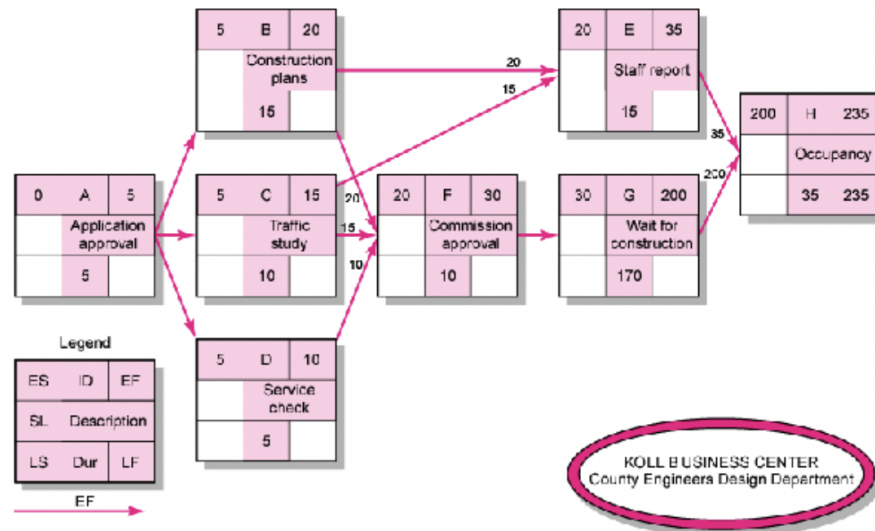 5 B 20
Construction
plans
15
20 E 35
Staff report
15
20
15
200 H 235
Occupancy
35 235
35
200
0 A 5
Application
approval
5
5 C 15
Traffic
study
10
20
15
10
20 F 30
Commission
approval
10
30 G 200
Wait for
construction
170
5 D 10
Service
check
5
Legend
ES ID EF
SL Description
LS Dur LF
EF
KOLL BUSINESS CENTER
County Engineers Design Department